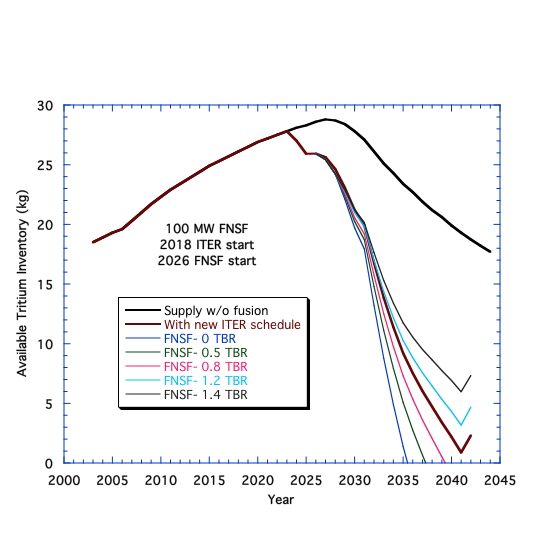 30
25
20
15
10
5
0
Available Tritium Inventory (kg)
100 MW FNSF
2018 ITER start
2026 FNSF start
Supply w/o fusion
With new ITER schedule
FNSF- 0 TBR
FNSF- 0.5 TBR
FNSF- 0.8 TBR
FNSF- 1.2 TBR
FNSF- 1.4 TBR
2000 2005 2010 2015 2020 2025 2030 2035 2040 2045
Year